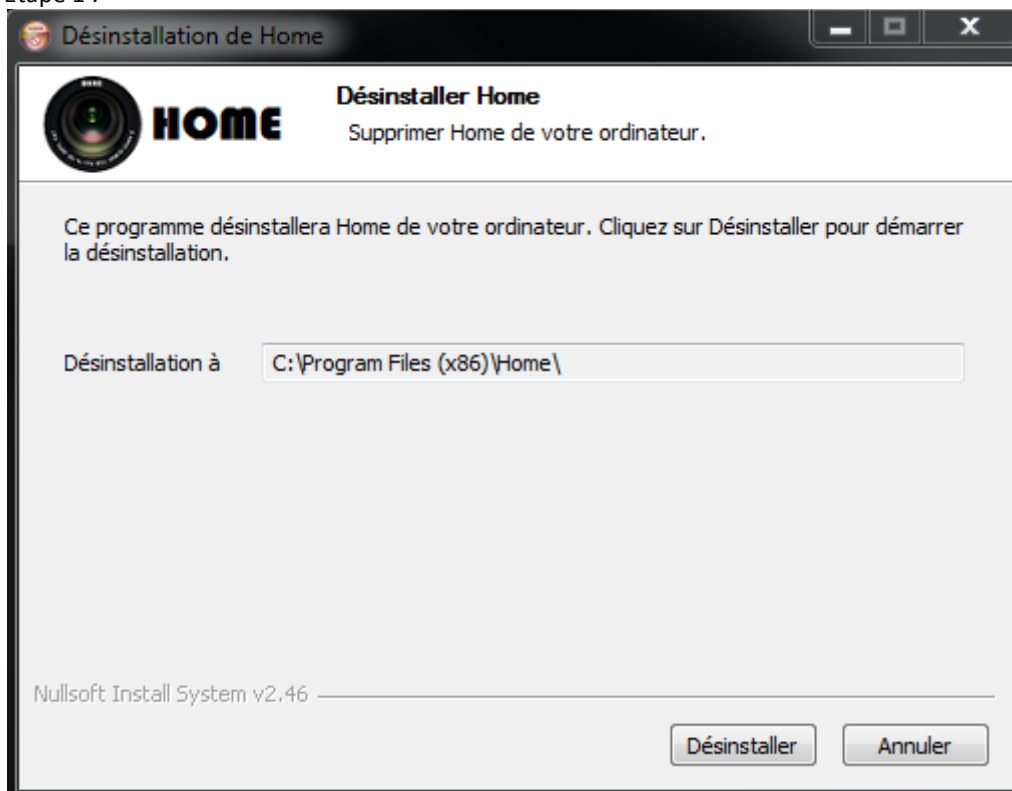 Désinstallation de Home
HOME
Désinstaller Home
Supprimer Home de votre ordinateur.
Ce programme désinstallera Home de votre ordinateur. Cliquez sur Désinstaller pour démarrer
la désinstallation.
Désinstallation à C:\Program Files (x86)\Home\
Nullsoft Install System v2.46
Désinstaller Annuler